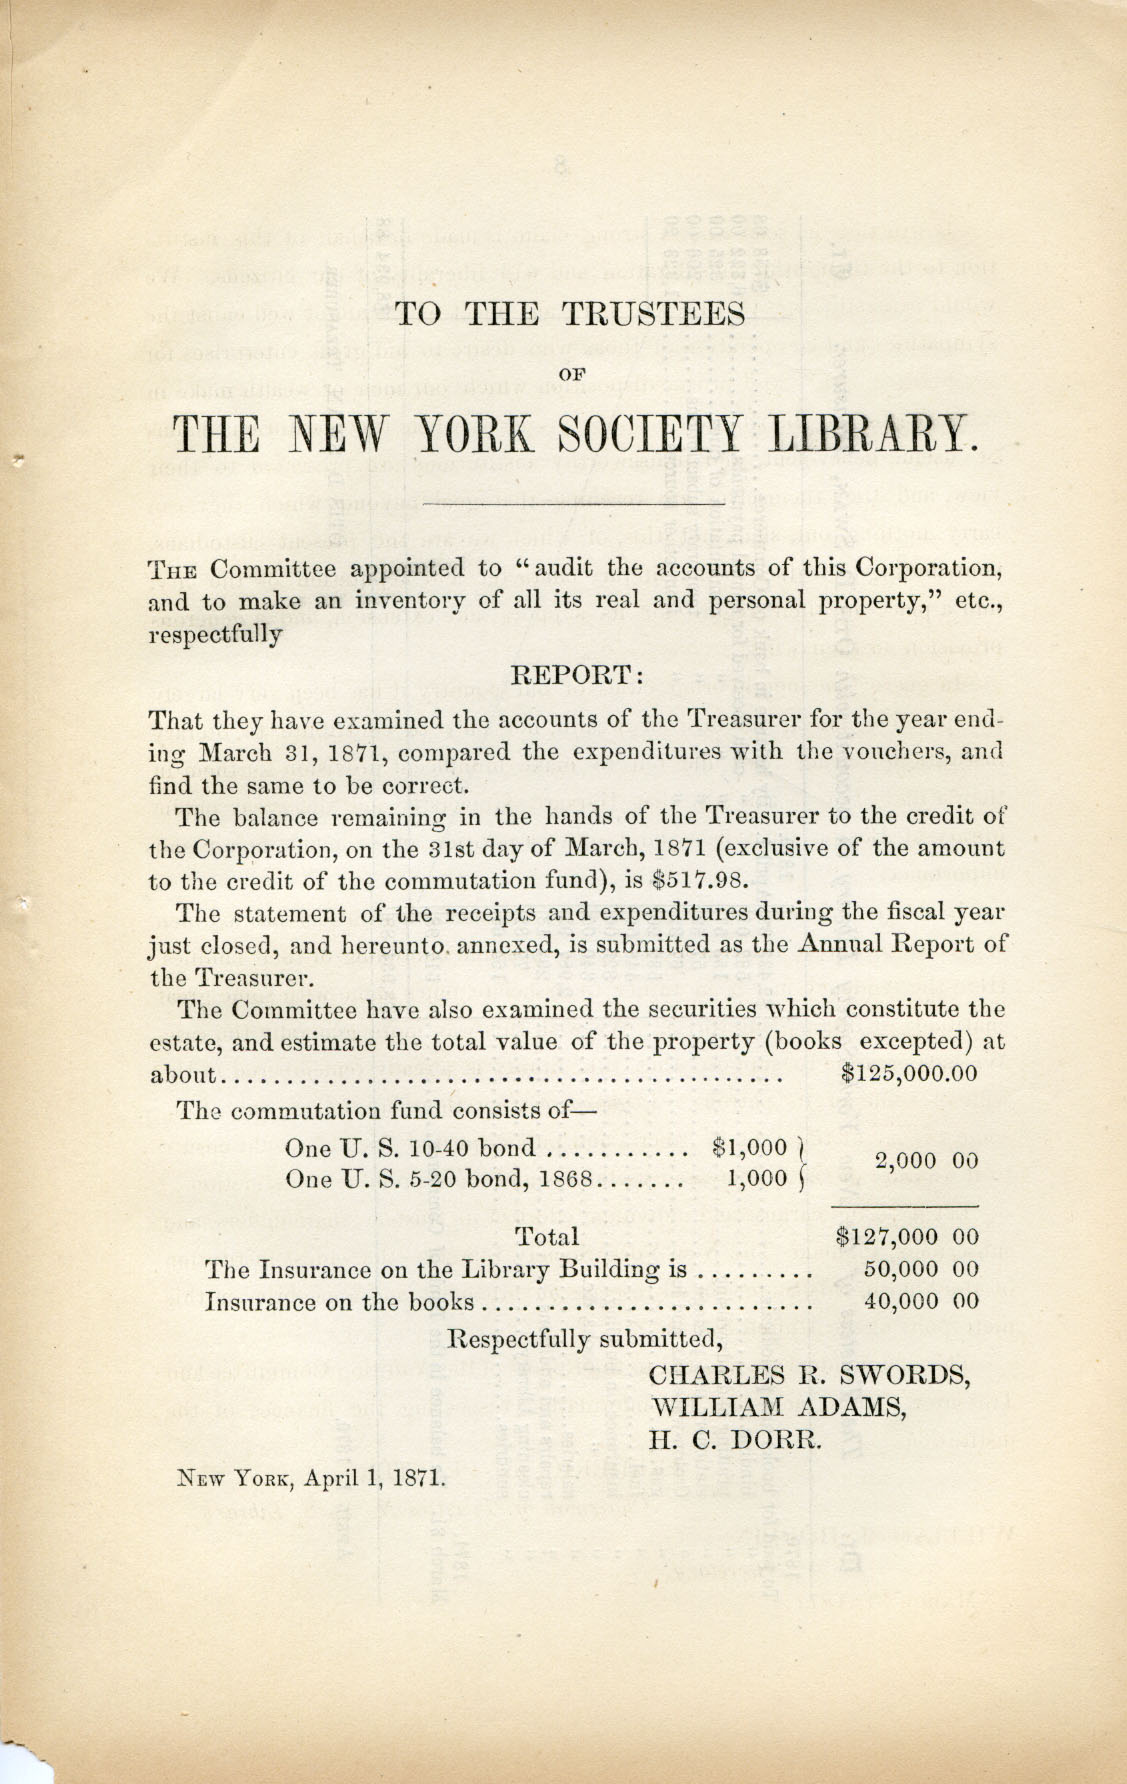 TO THE TRUSTEES
OF
THE NEW YORK SOCIETY LIBRARY.
THE Committee appointed to "audit the accounts of this Corporation,
and to make an inventory of all its real and personal property," etc.,
respectfully
REPORT:
That they have examined the accounts of the Treasurer for the year end-
ing March 31, 1871, compared the expenditures with the vouchers, and
find the same to be correct.
The balance remaining in the hands of the Treasurer to the credit of
the Corporation, on the 31st day of March, 1871 (exclusive of the amount
to the credit of the commutation fund), is $517.98.
The statement of the receipts and expenditures during the fiscal year
just closed, and hereunto annexed, is submitted as the Annual Report of
the Treasurer.
The Committee have also examined the securities which constitute the
estate, and estimate the total value of the property (books excepted) at
about.......................................... $125,000.00
The commutation fund consists of—
One U. S. 10-40 bond ........... $1,000
2,000 00
One U. S. 5-20 bond, 1868....... 1,000
Total $127,000 00
The Insurance on the Library Building is ......... 50,000 00
Insurance on the books......................... 40,000 00
Respectfully submitted,
CHARLES R. SWORDS,
WILLIAM ADAMS,
H. C. DORR.
NEW YORK, April 1, 1871.